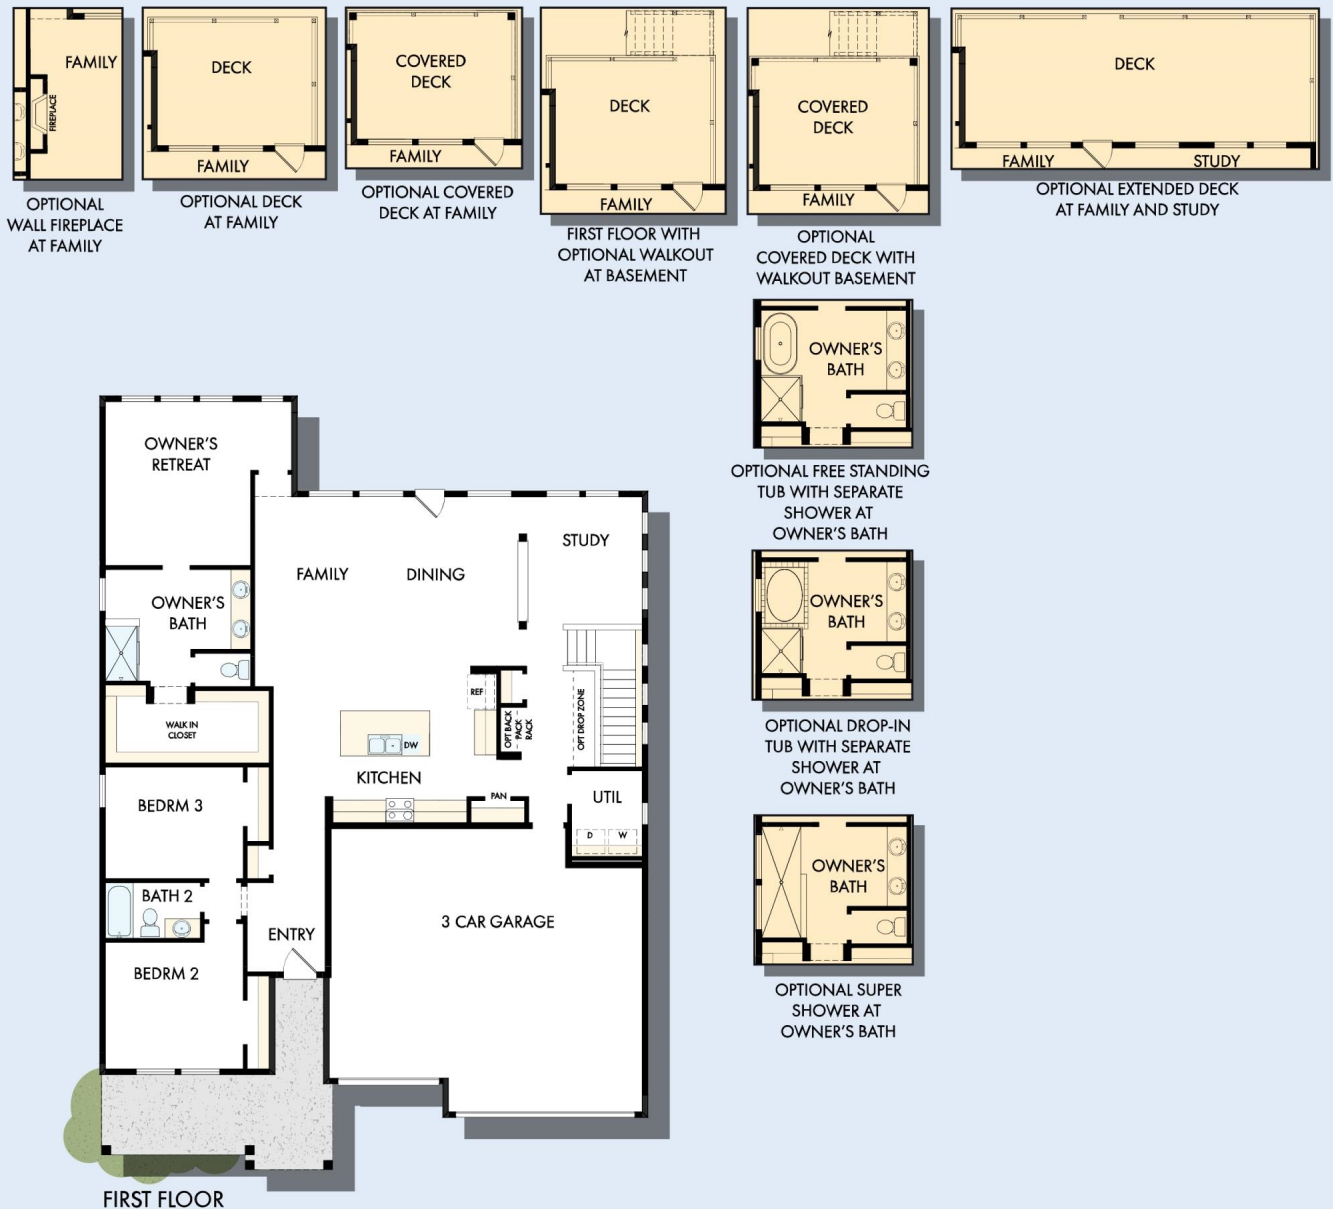 FAMILY
FIREPLACE
OPTIONAL
WALL FIREPLACE
AT FAMILY
DECK
FAMILY
OPTIONAL DECK
AT FAMILY
COVERED
DECK
FAMILY
OPTIONAL COVERED
DECK AT FAMILY
DECK
FAMILY
FIRST FLOOR WITH
OPTIONAL WALKOUT
AT BASEMENT
COVERED
DECK
FAMILY
OPTIONAL
COVERED DECK WITH
WALKOUT BASEMENT
DECK
FAMILY
STUDY
OPTIONAL EXTENDED DECK
AT FAMILY AND STUDY
OWNER'S
BATH
OPTIONAL FREE STANDING
TUB WITH SEPARATE
SHOWER AT
OWNER'S BATH
OWNER'S
BATH
OPTIONAL DROP-IN
TUB WITH SEPARATE
SHOWER AT
OWNER'S BATH
OWNER'S
BATH
OPTIONAL SUPER
SHOWER AT
OWNER'S BATH
OWNER'S
RETREAT
STUDY
FAMILY
DINING
OWNER'S
BATH
REF
WALK IN
CLOSET
OPT BACK
PACK
RACK
OPT DROP ZONE
DW
KITCHEN
PAN
UTIL
D
W
BEDRM 3
BATH 2
3 CAR GARAGE
ENTRY
BEDRM 2
FIRST FLOOR